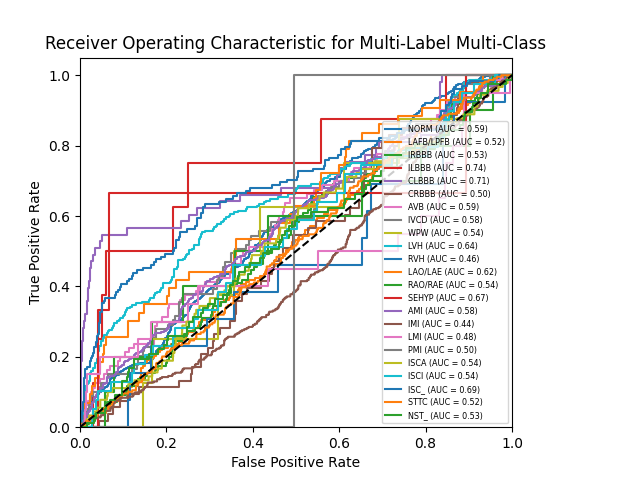 Receiver Operating Characteristic for Multi-Label Multi-Class
True Positive Rate
1.0
0.8
0.6
0.4
0.2
0.0
NORM (AUC = 0.59)
LAFB/LPFB (AUC = 0.52)
IRBBB (AUC = 0.53)
ILBBB (AUC = 0.74)
CLBBB (AUC = 0.71)
CRBBB (AUC = 0.50)
AVB (AUC = 0.59)
IVCD (AUC = 0.58)
WPW (AUC = 0.54)
LVH (AUC = 0.64)
RVH (AUC = 0.46)
LAO/LAE (AUC = 0.62)
RAO/RAE (AUC = 0.54)
SEHYP (AUC = 0.67)
AMI (AUC = 0.58)
IMI (AUC = 0.44)
LMI (AUC = 0.48)
PMI (AUC = 0.50)
ISCA (AUC = 0.54)
ISCI (AUC = 0.54)
ISC_ (AUC = 0.69)
STTC (AUC = 0.52)
NST_ (AUC = 0.53)
0.0 0.2 0.4 0.6 0.8 1.0
False Positive Rate